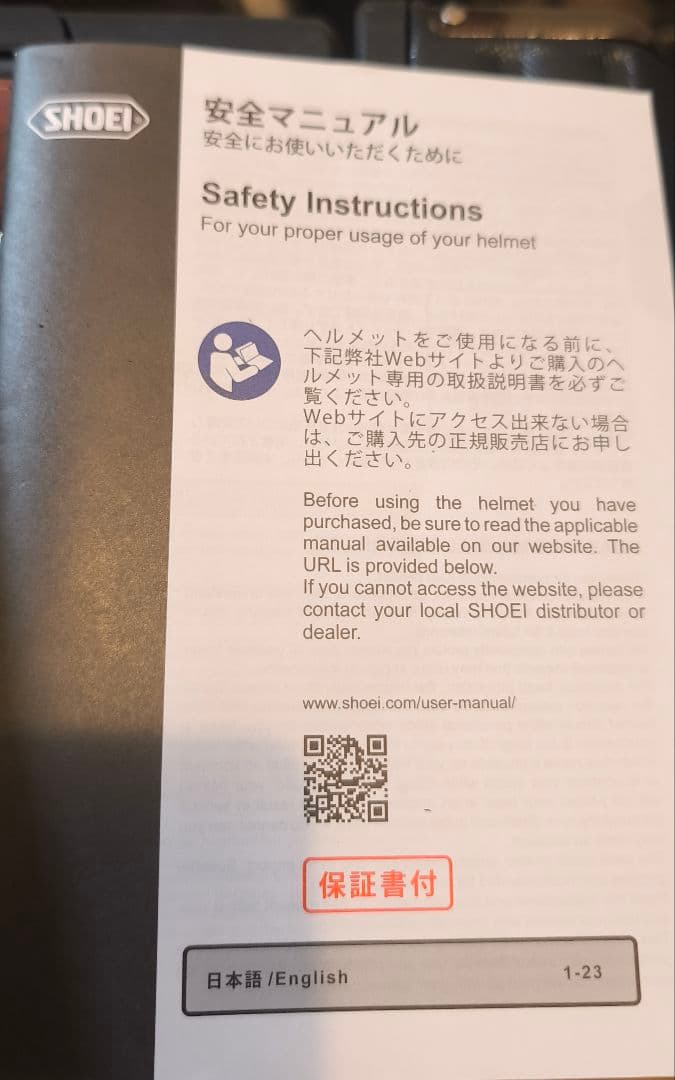 SHOEI
安全マニュアル
安全にお使いいただくために
Safety Instructions
For your proper usage of your helmet
ヘルメットをご使用になる前に、
下記弊社Webサイトよりご購入のヘ
ルメット専用の取扱説明書を必ずご
覧ください。
Webサイトにアクセス出来ない場合
は、ご購入先の正規販売店にお申し
出ください。
Before using the helmet you have
purchased, be sure to read the applicable
manual available on our website. The
URL is provided below.
If you cannot access the website, please
contact your local SHOEI distributor or
dealer.
www.shoei.com/user-manual/
保証書付
日本語/English 1-23